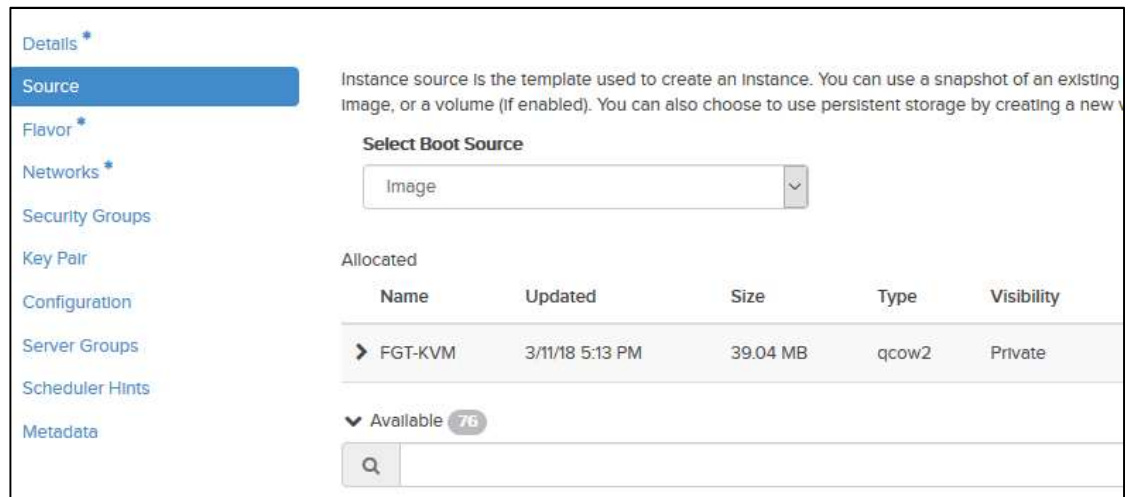 Details *
Source
Flavor *
Networks *
Security Groups
Key Pair
Configuration
Server Groups
Scheduler Hints
Metadata
Instance source is the template used to create an instance. You can use a snapshot of an existing
image, or a volume (if enabled). You can also choose to use persistent storage by creating a new
Select Boot Source
Image
Allocated
Name Updated Size Type Visibility
FGT-KVM 3/11/18 5:13 PM 39.04 MB qcow2 Private
Available 76